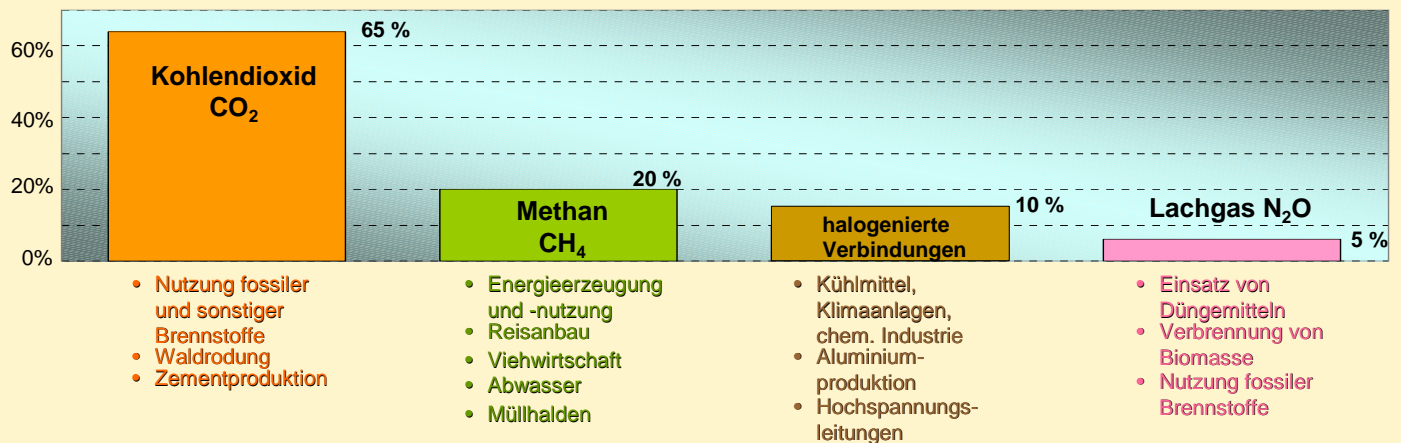 60%
40%
20%
0%
65 %
Kohlendioxid
CO₂
20 %
Methan
CH₄
10 %
halogenierte
Verbindungen
Lachgas N₂O
5 %
• Nutzung fossiler
und sonstiger
Brennstoffe
• Waldrodung
• Zementproduktion
• Energieerzeugung
und -nutzung
• Reisanbau
• Viehwirtschaft
• Abwasser
• Müllhalden
• Kühlmittel,
Klimaanlagen,
chem. Industrie
• Aluminium-
produktion
• Hochspannungs-
leitungen
• Einsatz von
Düngemitteln
• Verbrennung von
Biomasse
• Nutzung fossiler
Brennstoffe